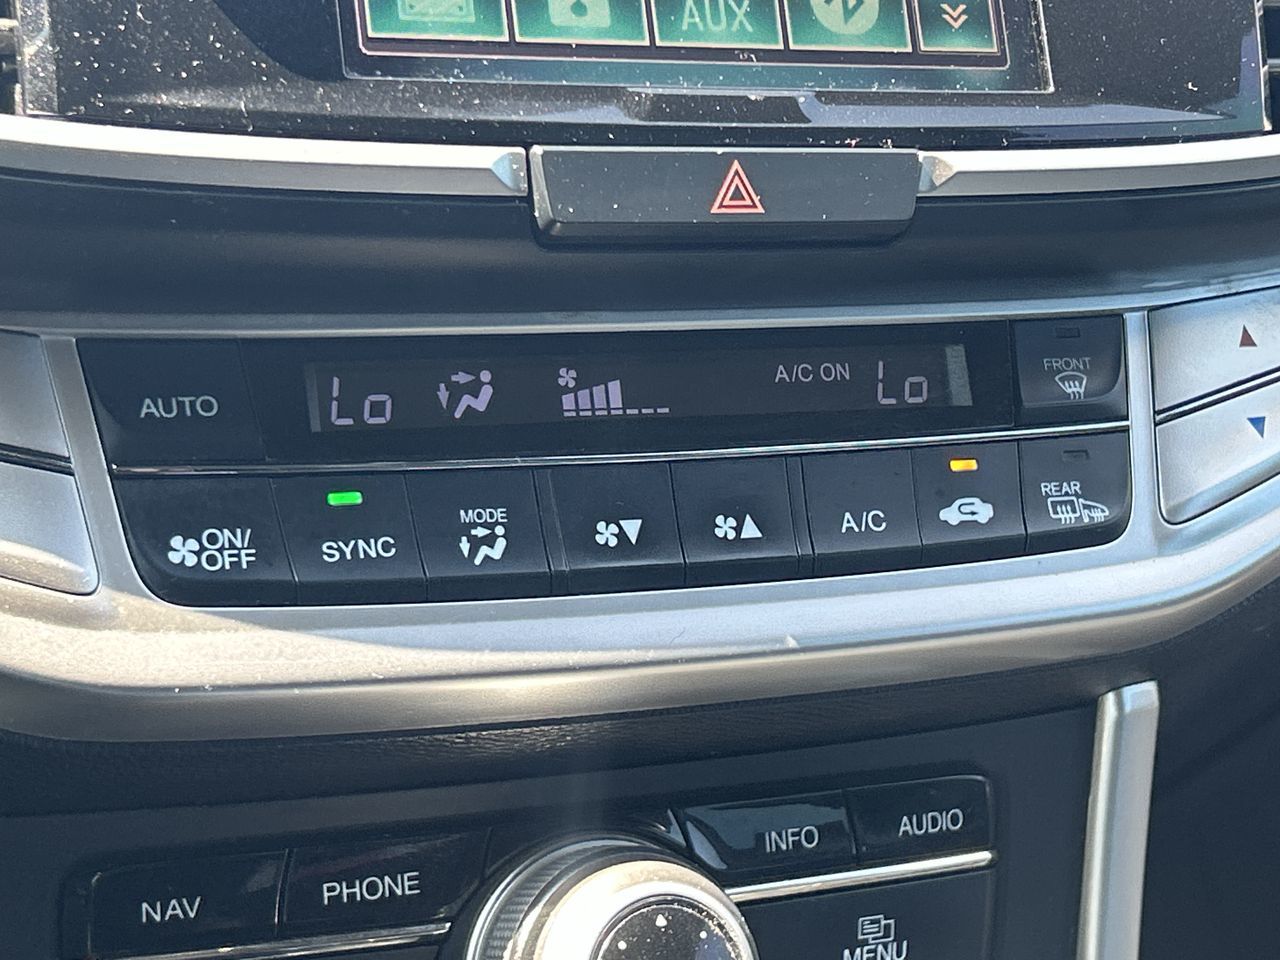 AUX
AUTO
Lo
A/C ON
Lo
FRONT
ON/
OFF
SYNC
MODE
A/C
REAR
INFO
AUDIO
NAV
PHONE
MENU